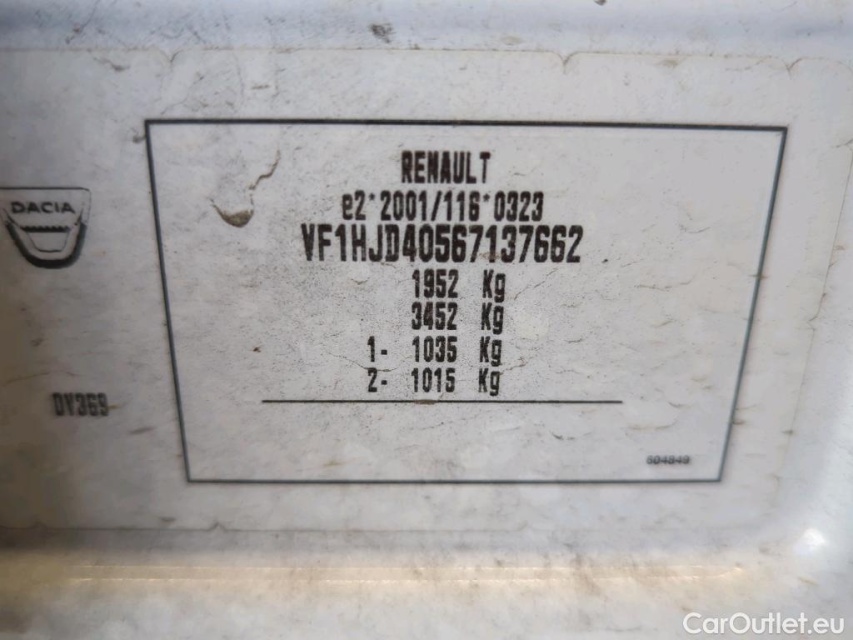 RENAULT
e2*2001/116*0323
VF1HJD40567137662
1952 Kg
3452 Kg
1- 1035 Kg
2- 1015 Kg
DACIA
DV369
604849
CarOutlet.eu